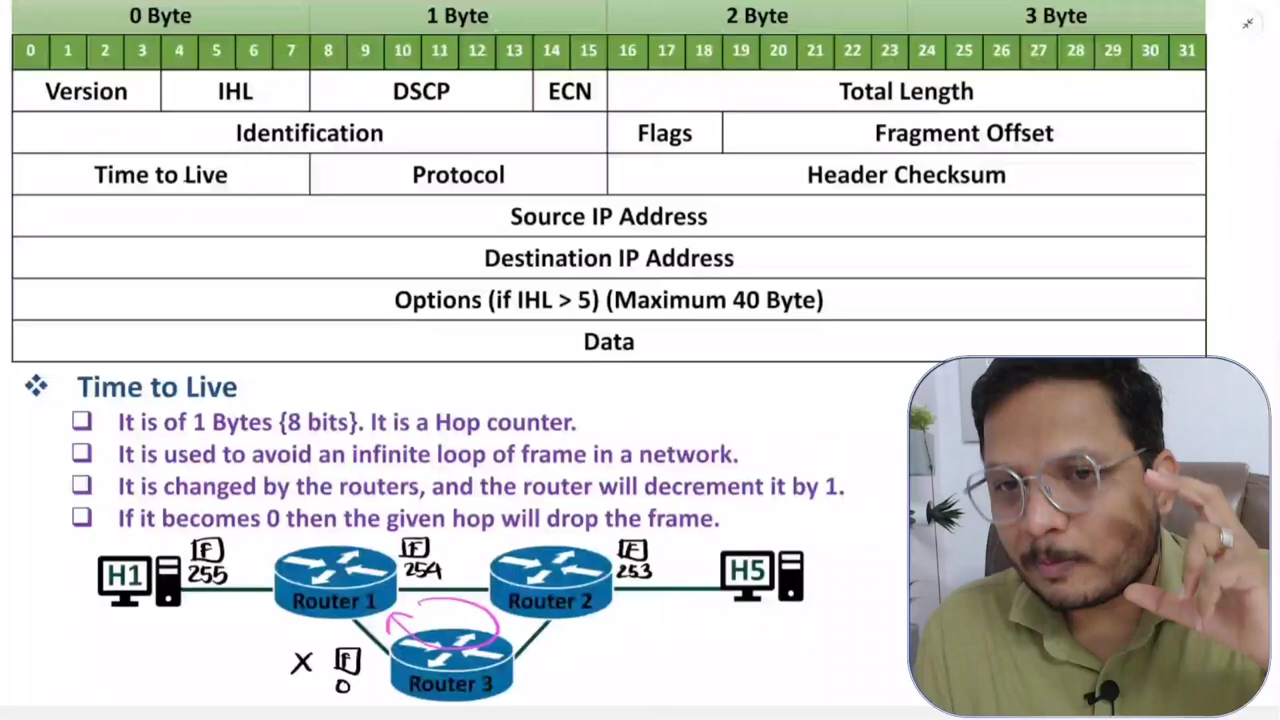 0 Byte 1 Byte 2 Byte 3 Byte
0 1 2 3 4 5 6 7 8 9 10 11 12 13 14 15 16 17 18 19 20 21 22 23 24 25 26 27 28 29 30 31
Version IHL DSCP ECN Total Length
Identification Flags Fragment Offset
Time to Live Protocol Header Checksum
Source IP Address
Destination IP Address
Options (if IHL > 5) (Maximum 40 Byte)
Data
Time to Live
It is of 1 Bytes {8 bits}. It is a Hop counter.
It is used to avoid an infinite loop of frame in a network.
It is changed by the routers, and the router will decrement it by 1.
If it becomes 0 then the given hop will drop the frame.
F F F
H1 255 254 253 H5
Router 1 Router 2
X F
0 Router 3